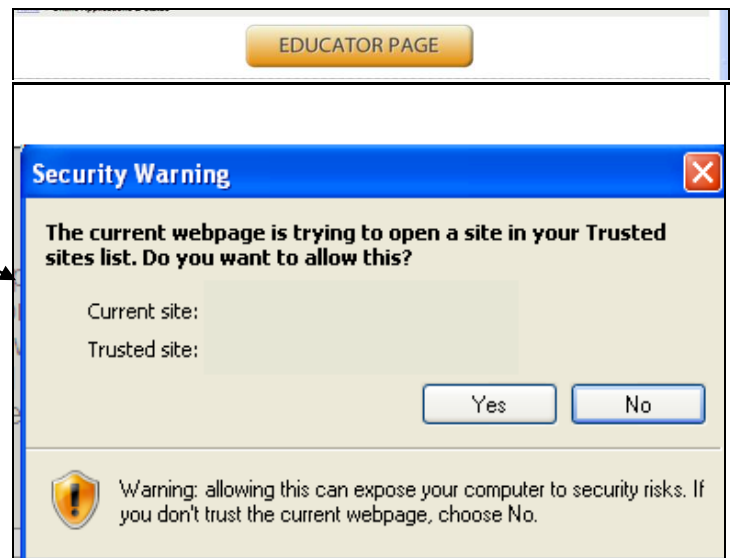 EDUCATOR PAGE
Security Warning
The current webpage is trying to open a site in your Trusted
sites list. Do you want to allow this?
Current site:
Trusted site:
Yes No
Warning: allowing this can expose your computer to security risks. If
you don't trust the current webpage, choose No.